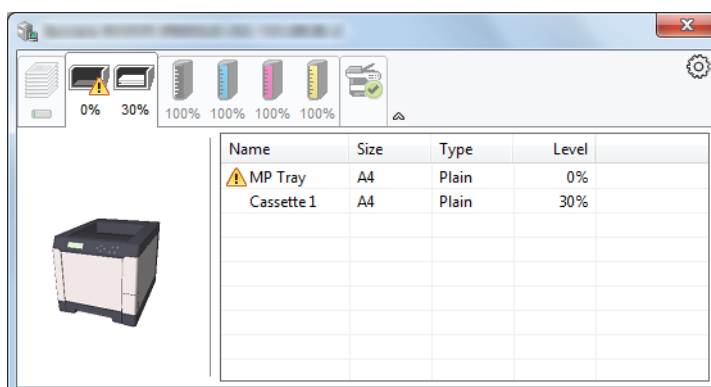 0% 30% 100% 100% 100% 100%
Name Size Type Level
MP Tray A4 Plain 0%
Cassette 1 A4 Plain 30%